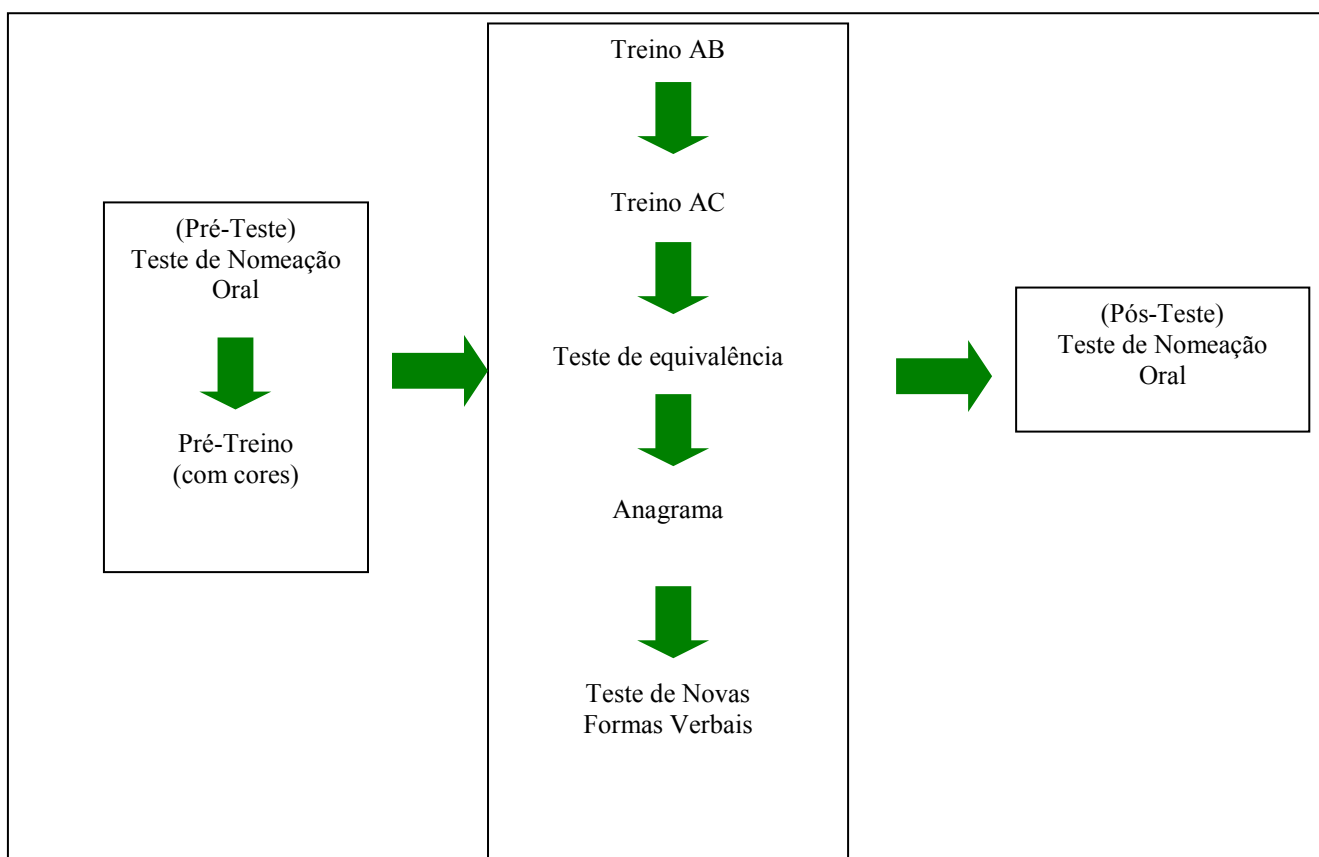 (Pré-Teste)
Teste de Nomeação
Oral
Pré-Treino
(com cores)
Treino AB
Treino AC
Teste de equivalência
Anagrama
Teste de Novas
Formas Verbais
(Pós-Teste)
Teste de Nomeação
Oral